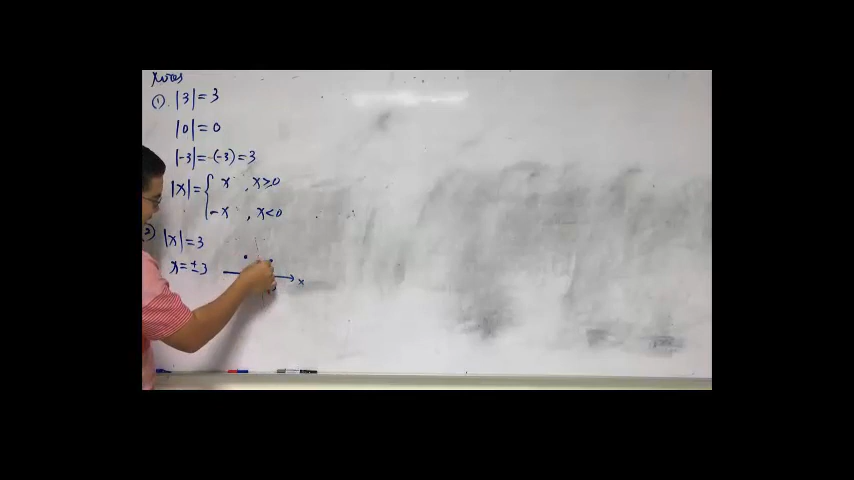 ① |3| = 3
|0| = 0
|-3| = -(-3) = 3
|x| = { x , x ≥ 0
-x , x < 0
② |x| = 3
x = ± 3
x